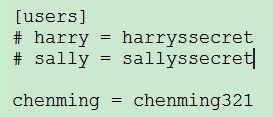 [users]
# harry = harryssecret
# sally = sallyssecret
chenming = chenming321